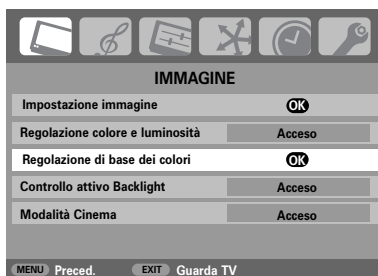 IMMAGINE
Impostazione immagine OK
Regolazione colore e luminosità Acceso
Regolazione di base dei colori OK
Controllo attivo Backlight Acceso
Modalità Cinema Acceso
MENU Preced. EXIT Guarda TV